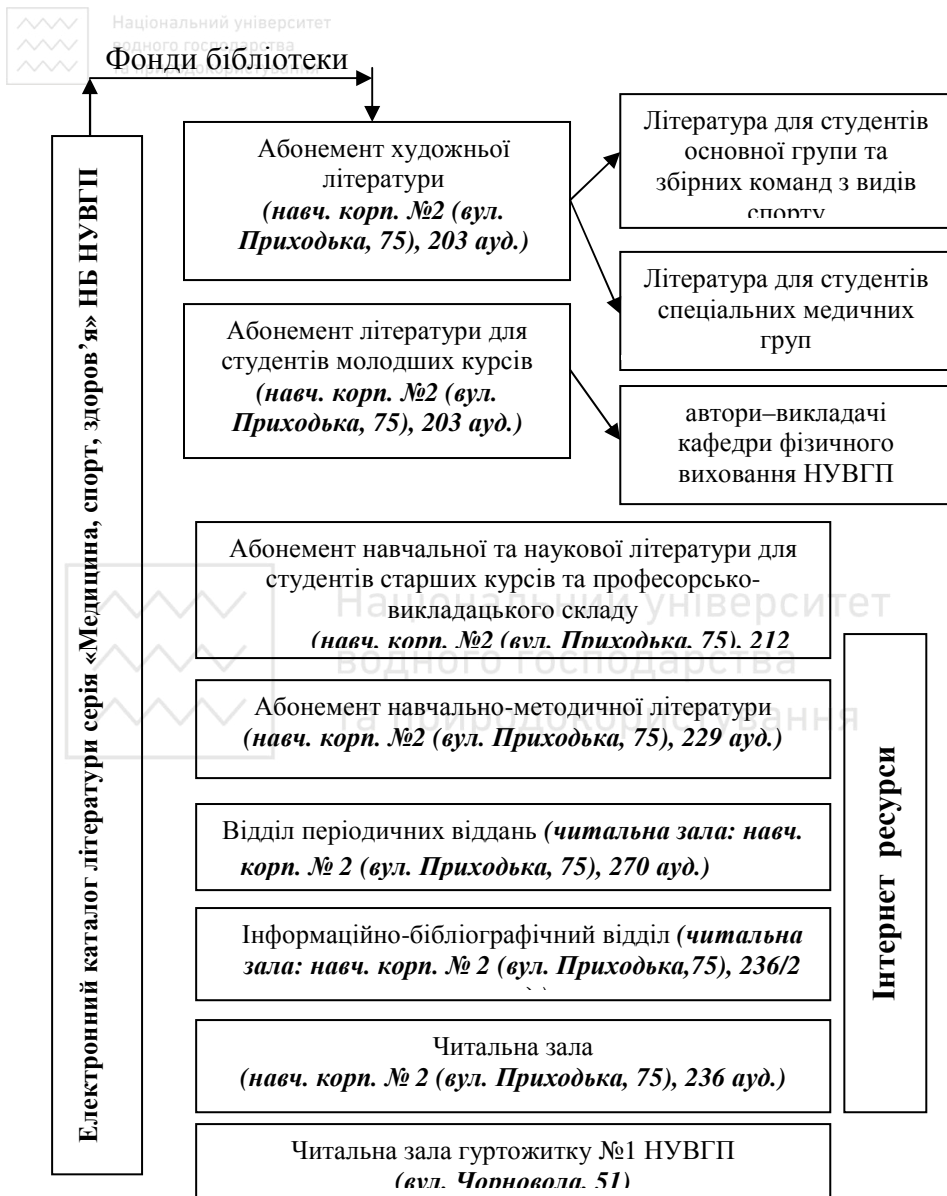 Національний університет
водного господарства
та природокористування
Фонди бібліотеки
Електронний каталог літератури серія «Медицина, спорт, здоров’я» НБ НУВГП
Абонемент художньої
літератури
(навч. корп. №2 (вул.
Приходька, 75), 203 ауд.)
Література для студентів
основної групи та
збірних команд з видів
спорту
Література для студентів
спеціальних медичних
груп
Абонемент літератури для
студентів молодших курсів
(навч. корп. №2 (вул.
Приходька, 75), 203 ауд.)
автори–викладачі
кафедри фізичного
виховання НУВГП
Абонемент навчальної та наукової літератури для
студентів старших курсів та професорсько-
викладацького складу
(навч. корп. №2 (вул. Приходька, 75), 212
Національний університет
водного господарства
та природокористування
Абонемент навчально-методичної літератури
(навч. корп. №2 (вул. Приходька, 75), 229 ауд.)
Відділ періодичних віддань (читальна зала: навч.
корп. № 2 (вул. Приходька, 75), 270 ауд.)
Інформаційно-бібліографічний відділ (читальна
зала: навч. корп. № 2 (вул. Приходька,75), 236/2
Читальна зала
(навч. корп. № 2 (вул. Приходька, 75), 236 ауд.)
Читальна зала гуртожитку №1 НУВГП
(вул. Чорновола, 51)
Інтернет ресурси